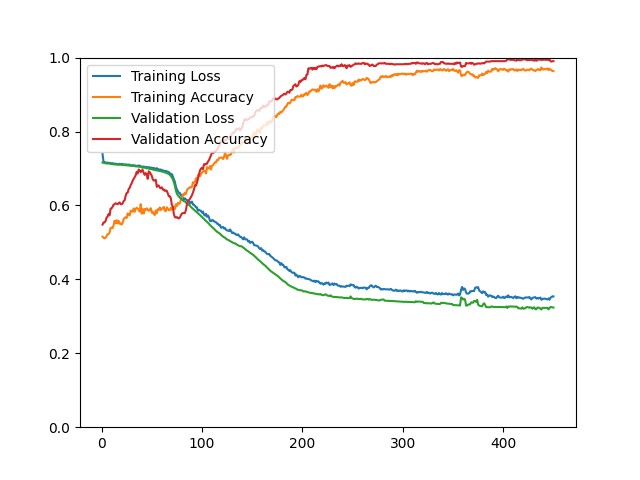 1.0
0.8
0.6
0.4
0.2
0.0
Training Loss
Training Accuracy
Validation Loss
Validation Accuracy
0 100 200 300 400